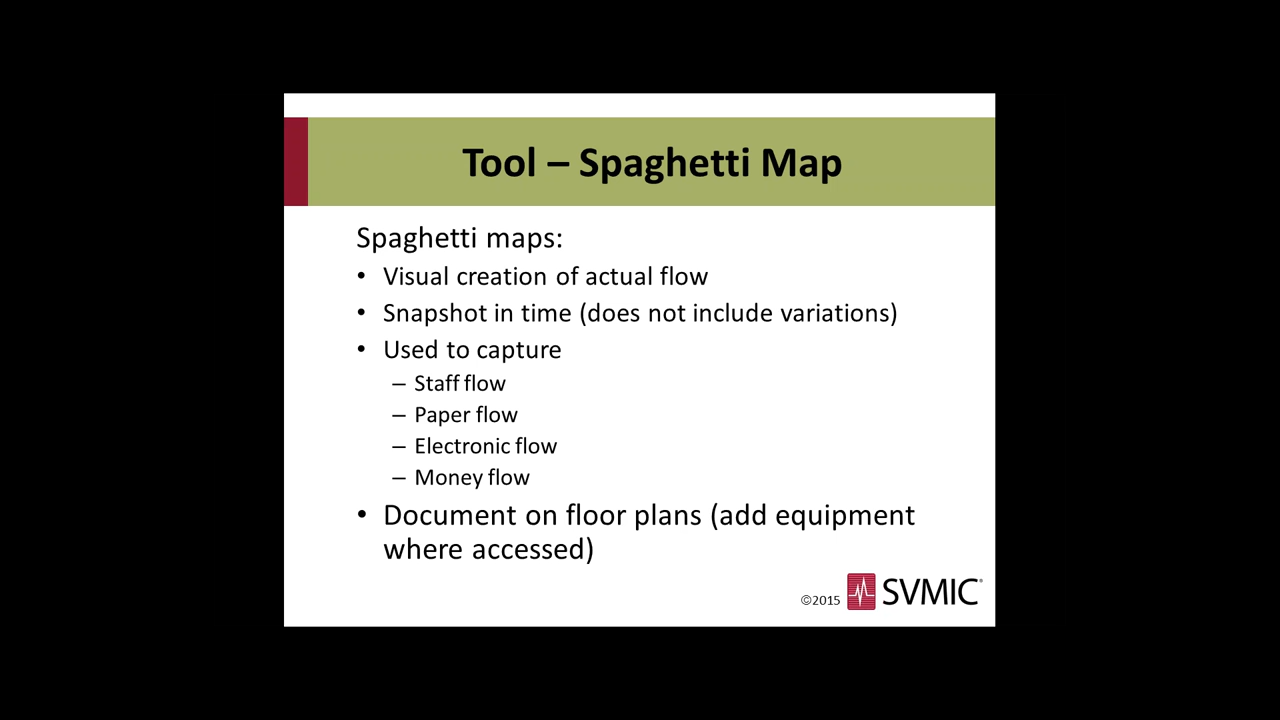 Tool – Spaghetti Map
Spaghetti maps:
• Visual creation of actual flow
• Snapshot in time (does not include variations)
• Used to capture
– Staff flow
– Paper flow
– Electronic flow
– Money flow
• Document on floor plans (add equipment
where accessed)
©2015 SVMIC®